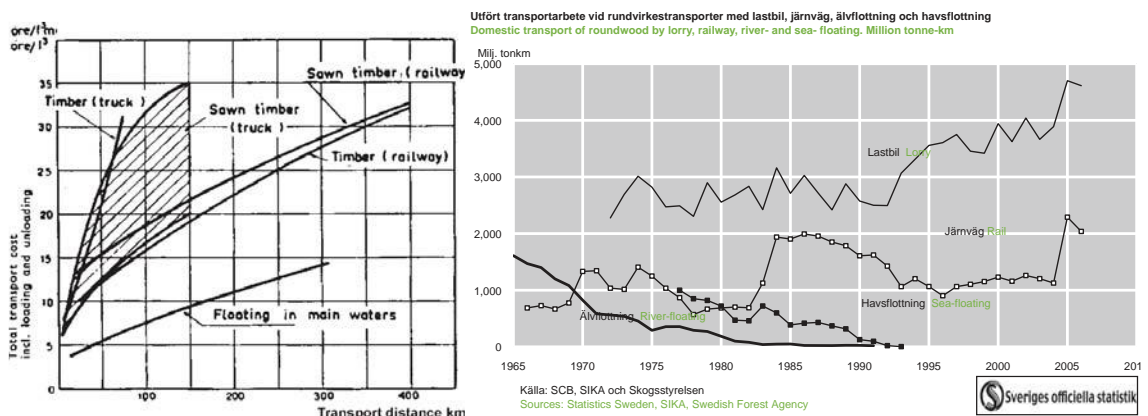 öre/f³mi
öre/f³
35
30
25
20
15
10
5
0
Total transport cost
incl. loading and unloading
Sawn timber (railway
Timber (truck)
Sawn timber
(truck)
Timber (railway)
Floating in main waters
0
100
200
300
400
Transport distance km
Utfört transportarbete vid rundvirkestransporter med lastbil, järnväg, älvflottning och havsflottning
Domestic transport of roundwood by lorry, railway, river- and sea- floating. Million tonne-km
Milj. tonkm
5,000
4,000
3,000
2,000
1,000
0
Lastbil Lorry
Järnväg Rail
Havsflottning Sea-floating
Älvflottning River-floating
1965 1970 1975 1980 1985 1990 1995 2000 2005 201
Källa: SCB, SIKA och Skogsstyrelsen
Sources: Statistics Sweden, SIKA, Swedish Forest Agency
Sveriges officiella statistik